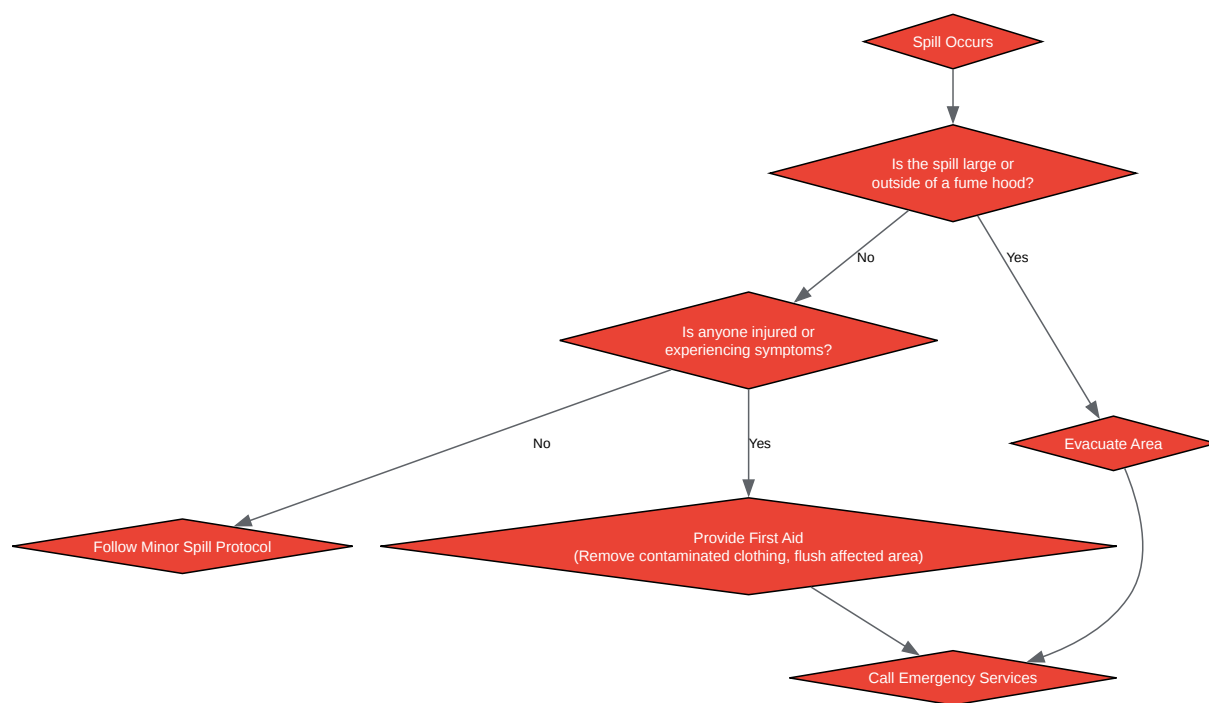 Spill Occurs
Is the spill large or
outside of a fume hood?
No
Yes
Is anyone injured or
experiencing symptoms?
No
Yes
Evacuate Area
Follow Minor Spill Protocol
Provide First Aid
(Remove contaminated clothing, flush affected area)
Call Emergency Services